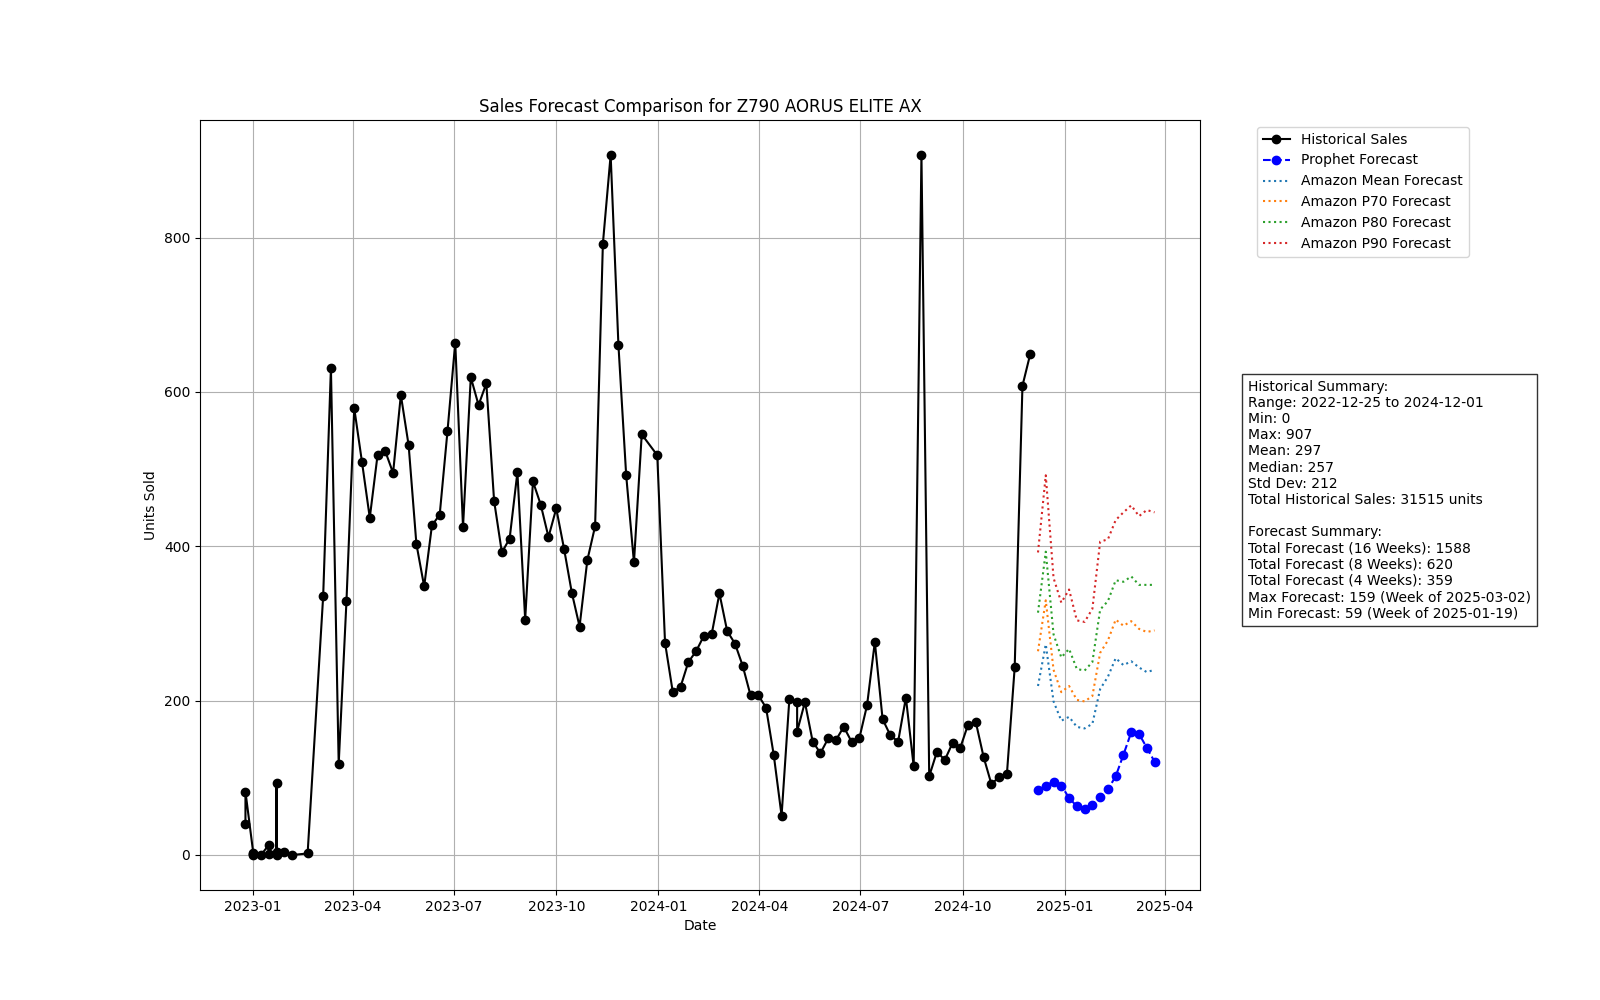 Sales Forecast Comparison for Z790 AORUS ELITE AX
Historical Sales
Prophet Forecast
Amazon Mean Forecast
Amazon P70 Forecast
Amazon P80 Forecast
Amazon P90 Forecast
800
600
400
200
0
Units Sold
2023-01
2023-04
2023-07
2023-10
2024-01
2024-04
2024-07
2024-10
2025-01
2025-04
Date
Historical Summary:
Range: 2022-12-25 to 2024-12-01
Min: 0
Max: 907
Mean: 297
Median: 257
Std Dev: 212
Total Historical Sales: 31515 units
Forecast Summary:
Total Forecast (16 Weeks): 1588
Total Forecast (8 Weeks): 620
Total Forecast (4 Weeks): 359
Max Forecast: 159 (Week of 2025-03-02)
Min Forecast: 59 (Week of 2025-01-19)